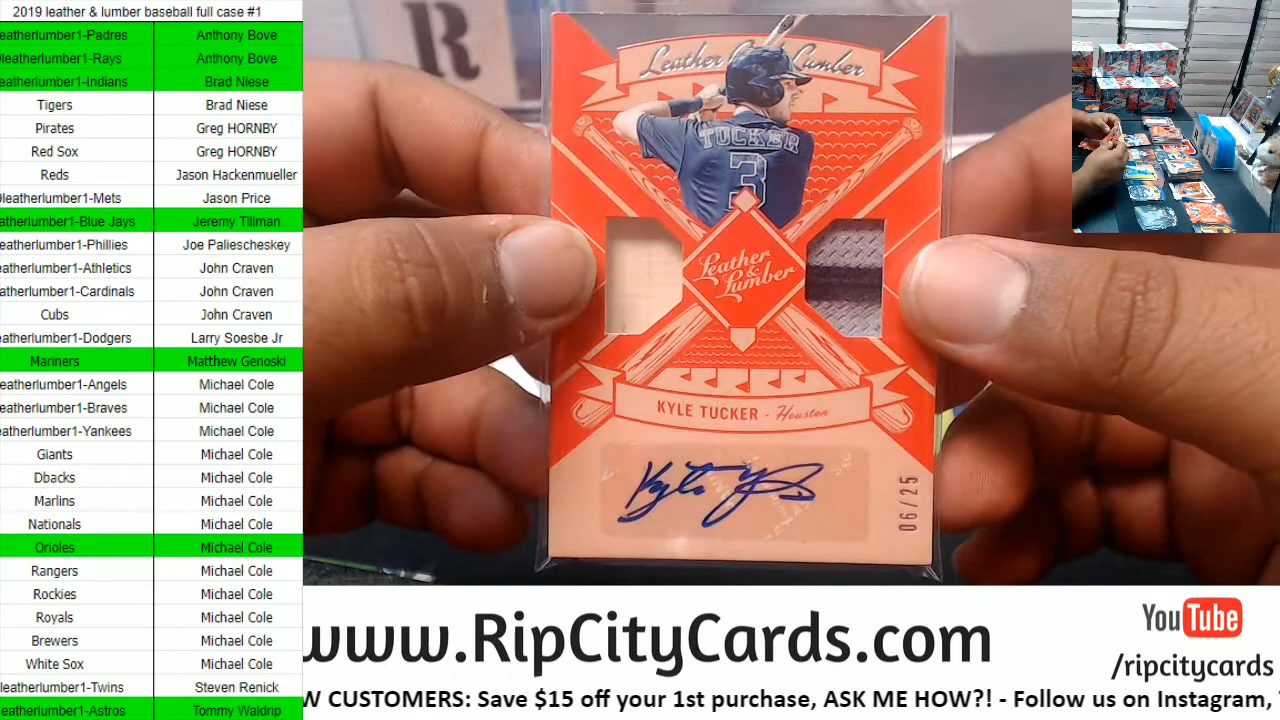 2019 leather & lumber baseball full case #1
eatherlumber1-Padres Anthony Bove
9leatherlumber1-Rays Anthony Bove
eatherlumber1-Indians Brad Niese
Tigers Brad Niese
Pirates Greg HORNBY
Red Sox Greg HORNBY
Reds Jason Hackenmueller
9leatherlumber1-Mets Jason Price
atherlumber1-Blue Jays Jeremy Tillman
eatherlumber1-Phillies Joe Paliescheskey
eatherlumber1-Athletics John Craven
eatherlumber1-Cardinals John Craven
Cubs John Craven
eatherlumber1-Dodgers Larry Soesbe Jr
Mariners Matthew Genoski
eatherlumber1-Angels Michael Cole
eatherlumber1-Braves Michael Cole
eatherlumber1-Yankees Michael Cole
Giants Michael Cole
Dbacks Michael Cole
Marlins Michael Cole
Nationals Michael Cole
Orioles Michael Cole
Rangers Michael Cole
Rockies Michael Cole
Royals Michael Cole
Brewers Michael Cole
White Sox Michael Cole
leatherlumber1-Twins Steven Renick
eatherlumber1-Astros Tommy Waldrip
R
Leather Lumber
TUCKER
3
Leather
&
Lumber
KYLE TUCKER - Houston
06/25
www.RipCityCards.com
YouTube
/ripcitycards
W CUSTOMERS: Save $15 off your 1st purchase, ASK ME HOW?! - Follow us on Instagram,